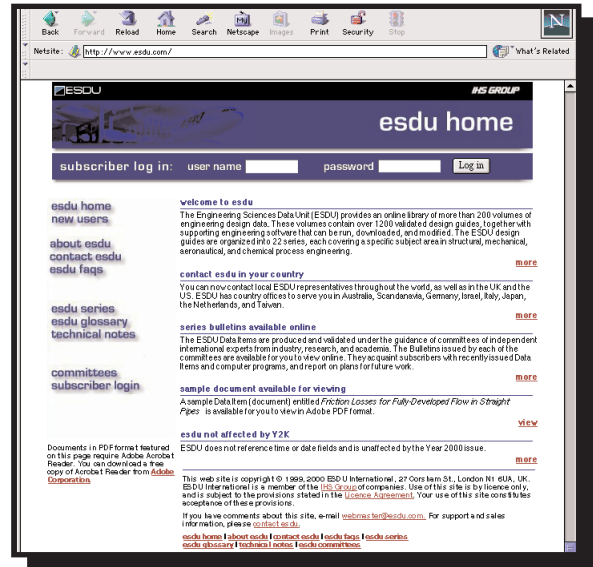 Back Forward Reload Home Search Netscape Images Print Security Stop
N
Netsite: http://www.esdu.com/ What's Related
ESDU IHS GROUP
esdu home
subscriber log in: user name password Log in
esdu home
new users
about esdu
contact esdu
esdu faqs
esdu series
esdu glossary
technical notes
committees
subscriber login
Documents in PDF format featured
on this page require Adobe Acrobat
Reader. You can download a free
copy of Acrobat Reader from Adobe
Corporation.
welcome to esdu
The Engineering Sciences Data Unit (ESDU) provides an online library of more than 200 volumes of
engineering design data. These volumes contain over 1200 validated design guides, together with
supporting engineering software that can be run, downloaded, and modified. The ESDU design
guides are organized into 22 series, each covering a specific subject area in structural, mechanical,
aeronautical, and chemical process engineering.
more
contact esdu in your country
You can now contact local ESDU representatives throughout the world, as well as in the UK and the
US. ESDU has country offices to serve you in Australia, Scandanavia, Germany, Israel, Italy, Japan,
the Netherlands, and Taiwan.
more
series bulletins available online
The ESDU Data Items are produced and validated under the guidance of committees of independent
international experts from industry, research, and academia. The Bulletins issued by each of the
committees are available for you to view online. They acquaint subscribers with recently issued Data
Items and computer programs, and report on plans for future work.
more
sample document available for viewing
A sample Data Item (document) entitled Friction Losses for Fully-Developed Flow in Straight
Pipes is available for you to view in Adobe PDF format.
view
esdu not affected by Y2K
ESDU does not reference time or date fields and is unaffected by the Year 2000 issue.
more
This web site is copyright © 1999, 2000 ESDU International, 27 Corsham St., London N1 6UA, UK.
ESDU International is a member of the IHS Group of companies. Use of this site is by licence only,
and is subject to the provisions stated in the Licence Agreement. Your use of this site constitutes
acceptance of these provisions.
If you have comments about this site, e-mail webmaster@esdu.com. For support and sales
information, please contact esdu.
esdu home | about esdu | contact esdu | esdu faqs | esdu series
esdu glossary | technical notes | esdu committees